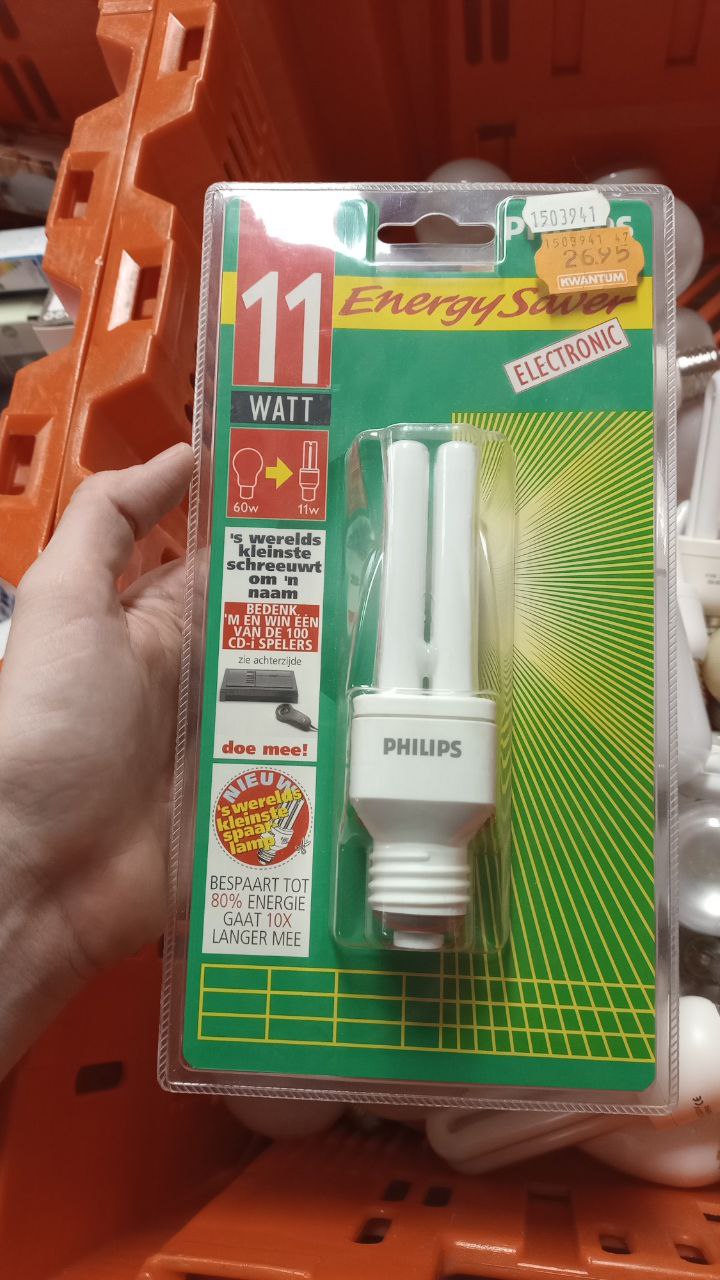 1503941
PHILIPS
1503941 47
26.95
KWANTUM
11
EnergySaver
ELECTRONIC
WATT
60w
11w
's werelds
kleinste
schreeuwt
om 'n
naam
BEDENK
'M EN WIN ÉÉN
VAN DE 100
CD-i SPELERS
zie achterzijde
doe mee!
PHILIPS
NIEUW
's werelds
kleinste
spaar
lamp
BESPAART TOT
80% ENERGIE
GAAT 10X
LANGER MEE